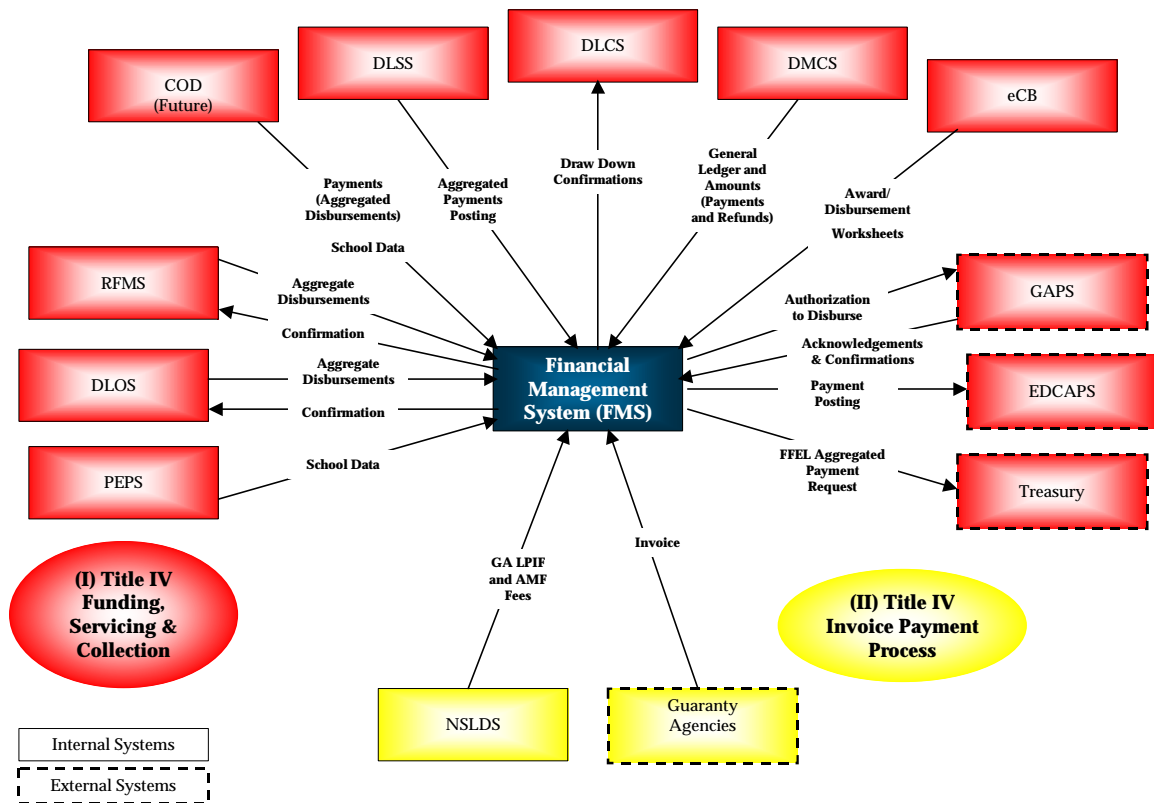 DLCS
DLSS
DMCS
COD
(Future)
eCB
Draw Down
Confirmations
General
Ledger and
Amounts
(Payments
and Refunds)
Payments
(Aggregated
Disbursements)
Aggregated
Payments
Posting
Award/
Disbursement
Worksheets
School Data
RFMS
Aggregate
Disbursements
Confirmation
GAPS
Authorization
to Disburse
Acknowledgements
& Confirmations
DLOS
Aggregate
Disbursements
Confirmation
Financial
Management
System (FMS)
Payment
Posting
EDCAPS
PEPS
School Data
FFEL Aggregated
Payment
Request
Treasury
GA LPIF
and AMF
Fees
Invoice
(I) Title IV
Funding,
Servicing &
Collection
(II) Title IV
Invoice Payment
Process
NSLDS
Guaranty
Agencies
Internal Systems
External Systems